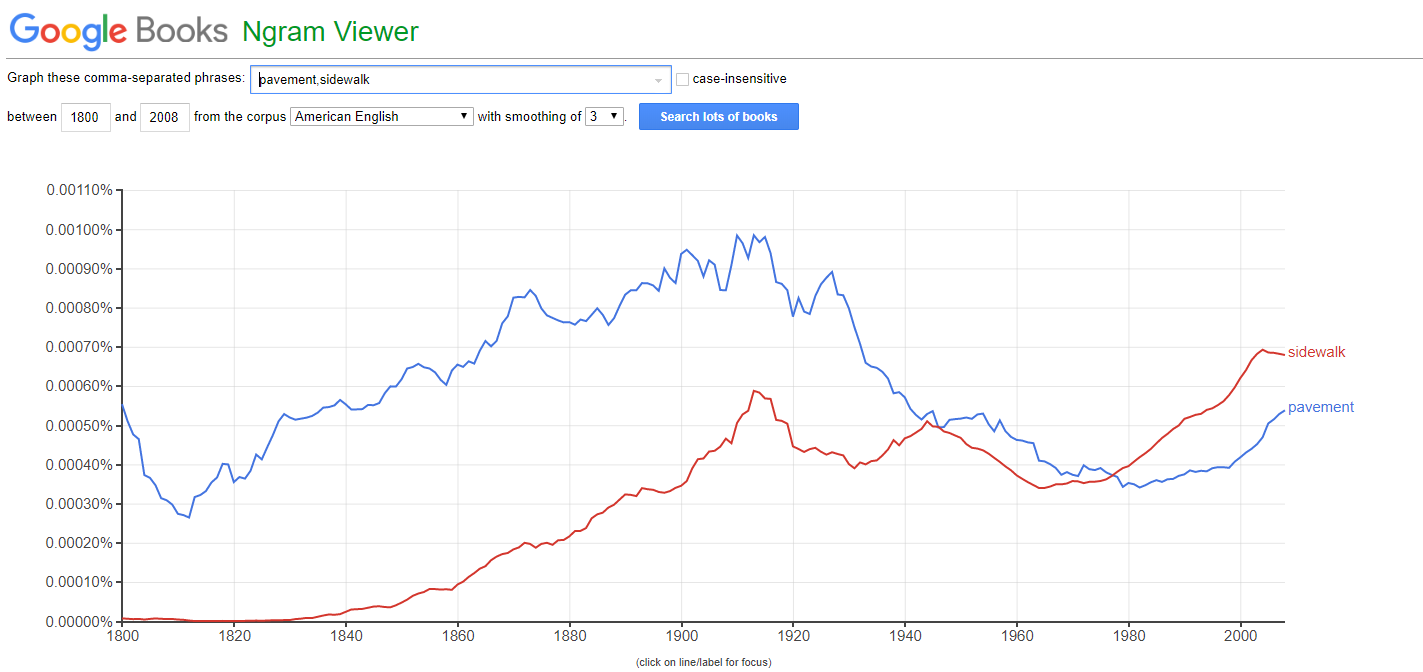 Google Books Ngram Viewer
Graph these comma-separated phrases: pavement,sidewalk case-insensitive
between 1800 and 2008 from the corpus American English with smoothing of 3 . Search lots of books
0.00110%
0.00100%
0.00090%
0.00080%
0.00070%
sidewalk
0.00060%
pavement
0.00050%
0.00040%
0.00030%
0.00020%
0.00010%
0.00000%
1800 1820 1840 1860 1880 1900 1920 1940 1960 1980 2000
(click on line/label for focus)